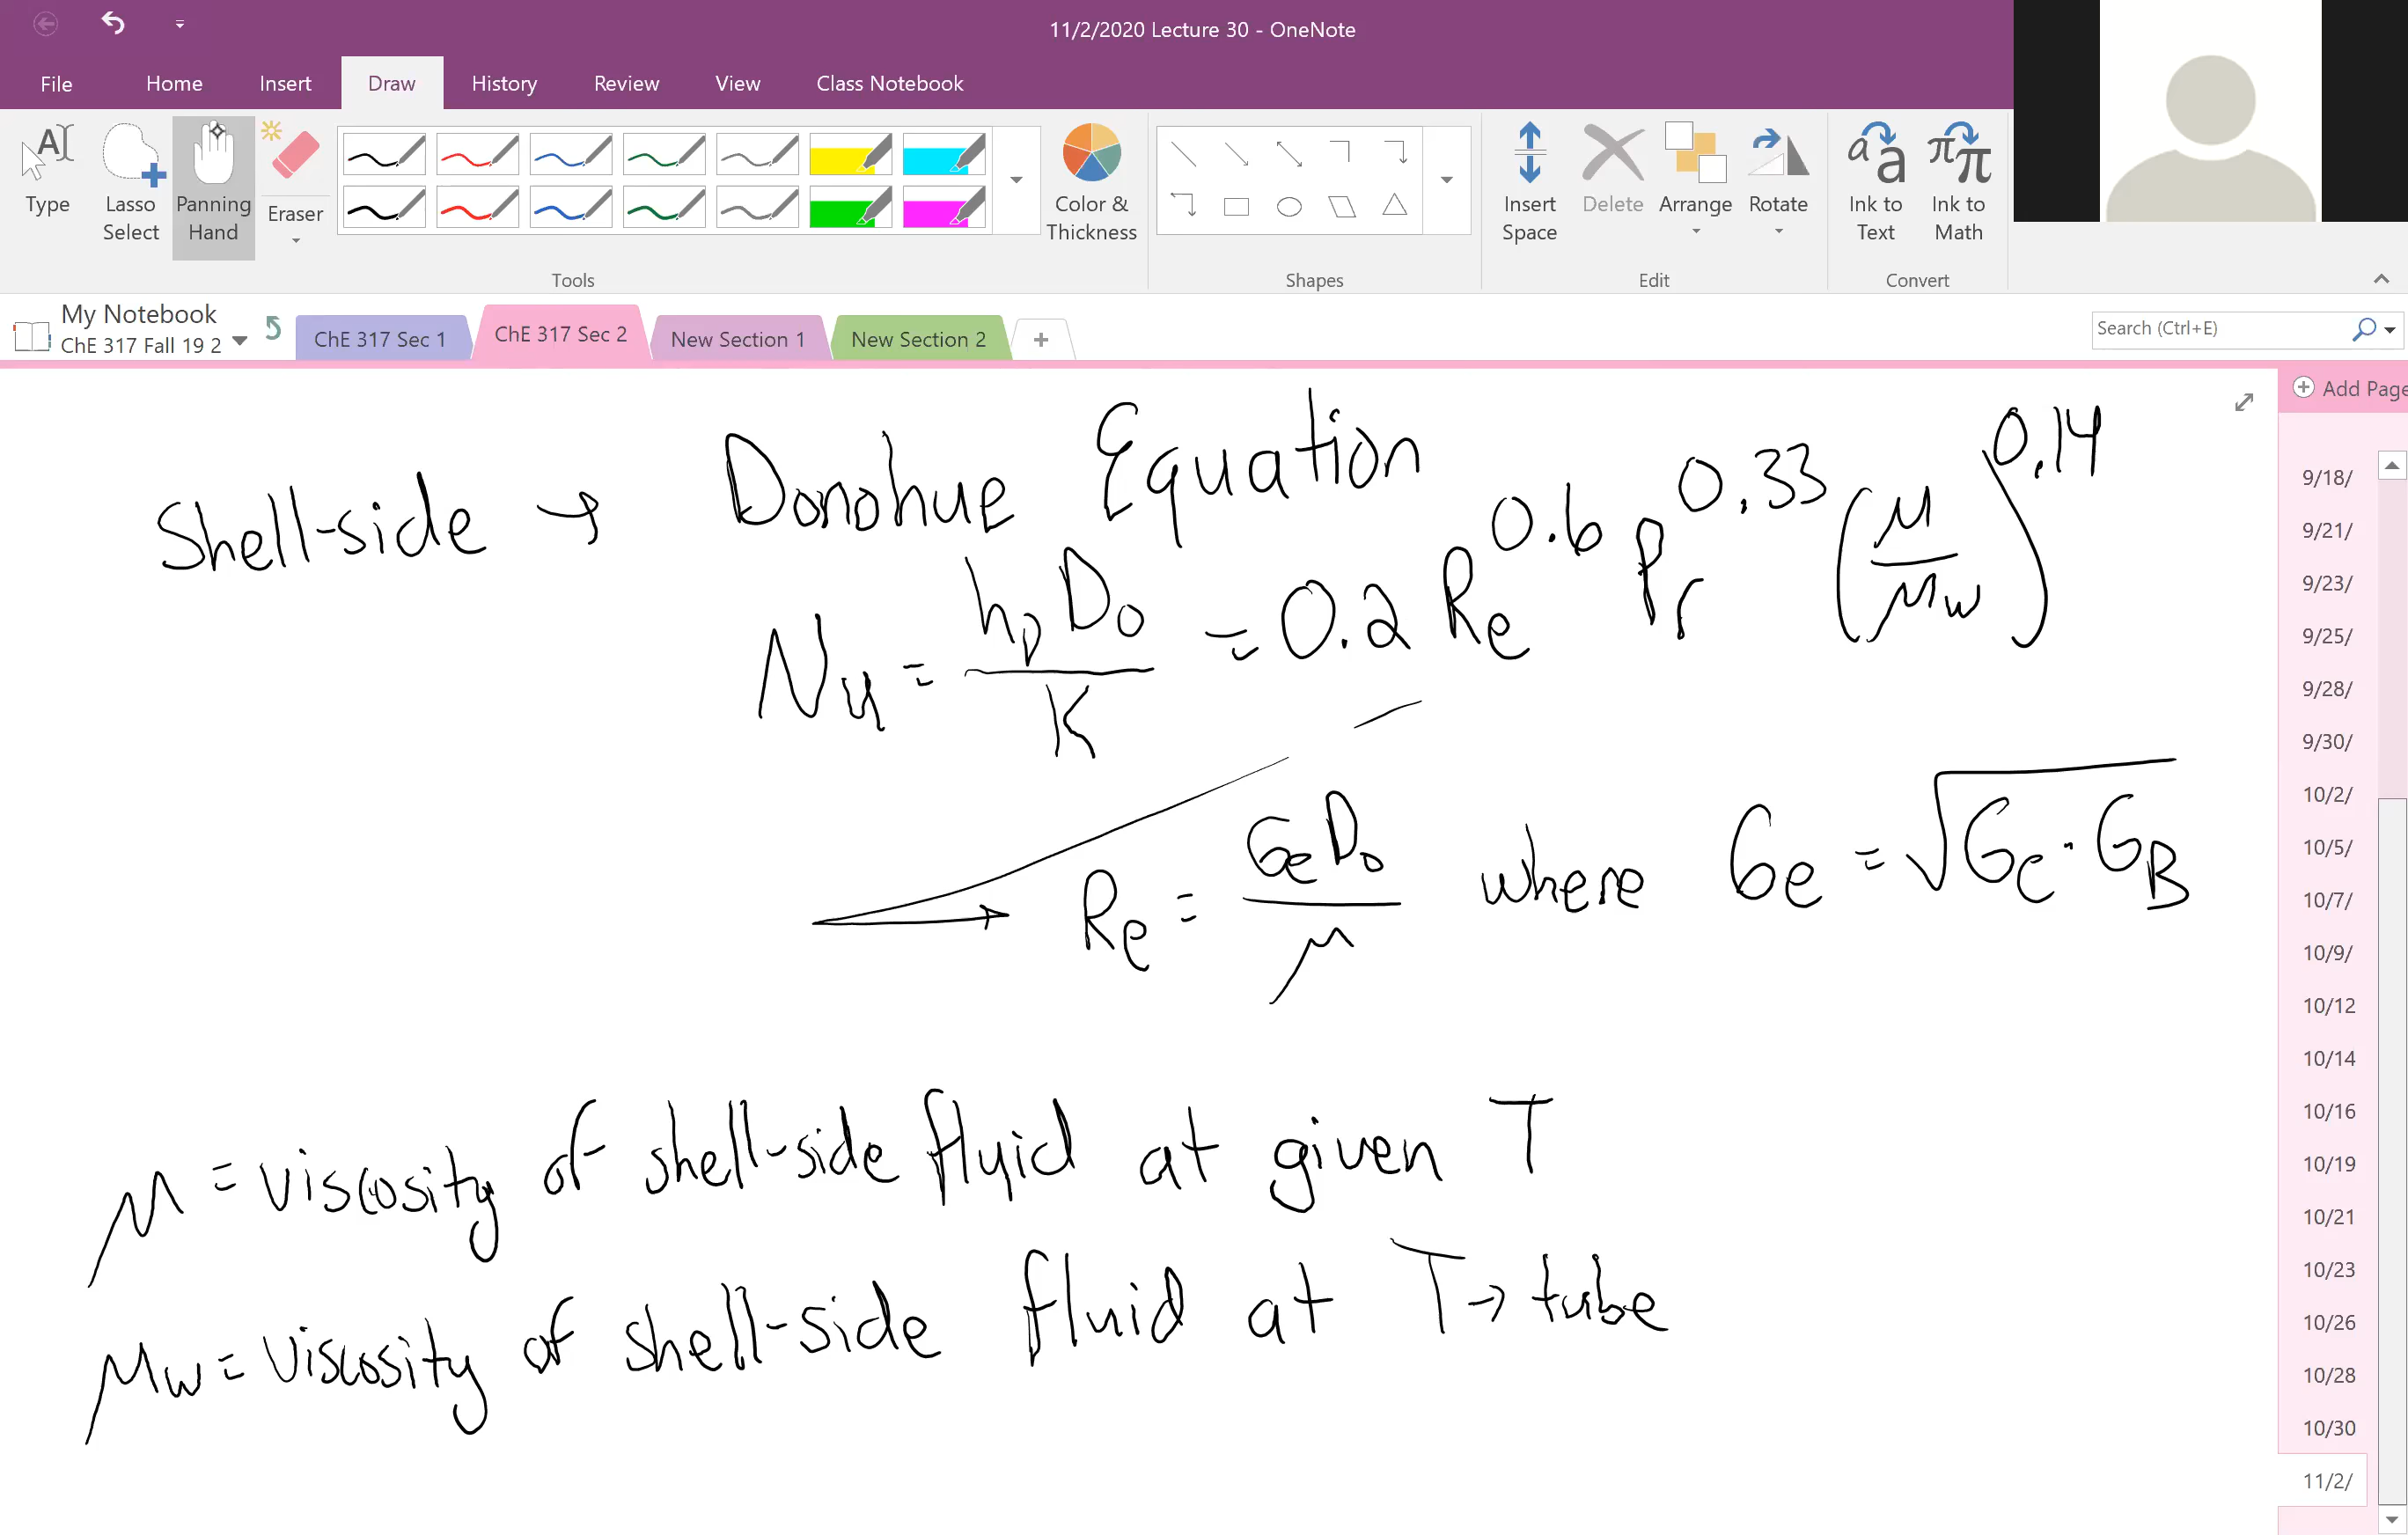 11/2/2020 Lecture 30 - OneNote
File Home Insert Draw History Review View Class Notebook
Type
Lasso Select
Panning Hand
Eraser
Color & Thickness
Insert Space
Delete
Arrange
Rotate
Ink to Text
Ink to Math
Tools
Shapes
Edit
Convert
My Notebook
ChE 317 Fall 19 2
ChE 317 Sec 1
ChE 317 Sec 2
New Section 1
New Section 2
+
Search (Ctrl+E)
Add Page
Shell-side → Donohue Equation
Nu = hoDo/K = 0.2 Re^0.6 Pr^0.33 (μ/μw)^0.14
→ Re = GeDo/μ where Ge = √(Gc · GB)
μ = viscosity of shell-side fluid at given T
μw = viscosity of shell-side fluid at T → tube
9/18/
9/21/
9/23/
9/25/
9/28/
9/30/
10/2/
10/5/
10/7/
10/9/
10/12
10/14
10/16
10/19
10/21
10/23
10/26
10/28
10/30
11/2/